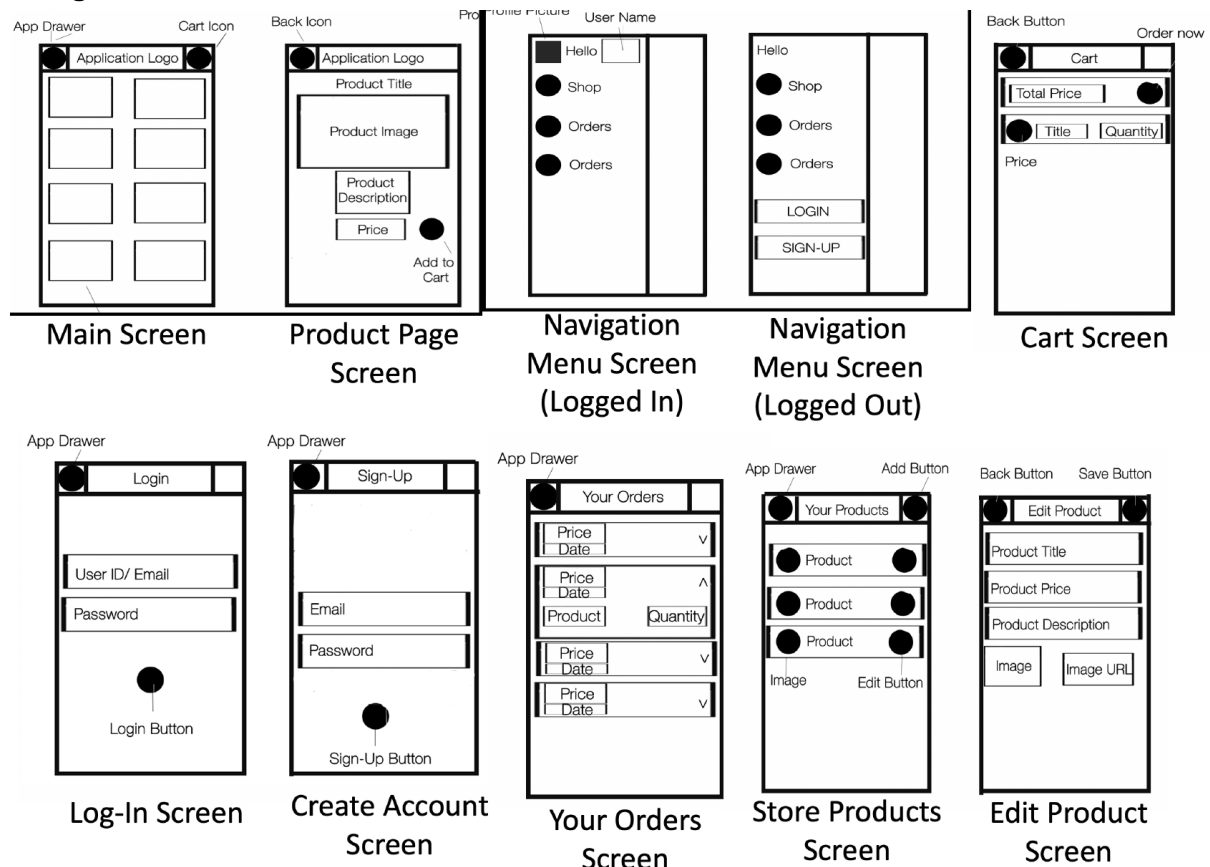 App Drawer
Cart Icon
Application Logo
Main Screen
Back Icon
Application Logo
Product Title
Product Image
Product
Description
Price
Add to
Cart
Product Page
Screen
Profile Picture
User Name
Hello
Shop
Orders
Orders
Navigation
Menu Screen
(Logged In)
Hello
Shop
Orders
Orders
LOGIN
SIGN-UP
Navigation
Menu Screen
(Logged Out)
Back Button
Order now
Cart
Total Price
Title
Quantity
Price
Cart Screen
App Drawer
Login
User ID/ Email
Password
Login Button
Log-In Screen
App Drawer
Sign-Up
Email
Password
Sign-Up Button
Create Account
Screen
App Drawer
Your Orders
Price
Date
v
Price
Date
^
Product
Quantity
Price
Date
v
Price
Date
v
Your Orders
Screen
App Drawer
Add Button
Your Products
Product
Product
Product
Image
Edit Button
Store Products
Screen
Back Button
Save Button
Edit Product
Product Title
Product Price
Product Description
Image
Image URL
Edit Product
Screen